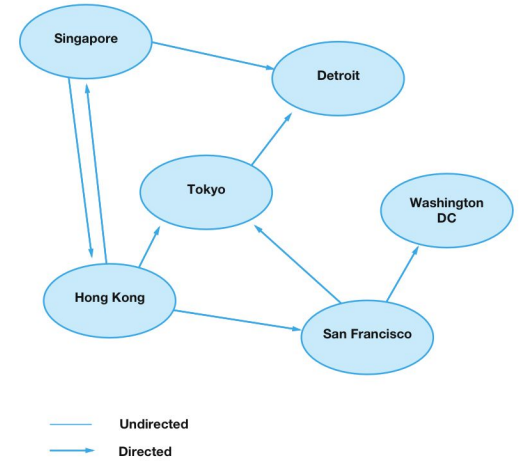 Singapore
Detroit
Tokyo
Washington
DC
Hong Kong
San Francisco
Undirected
Directed